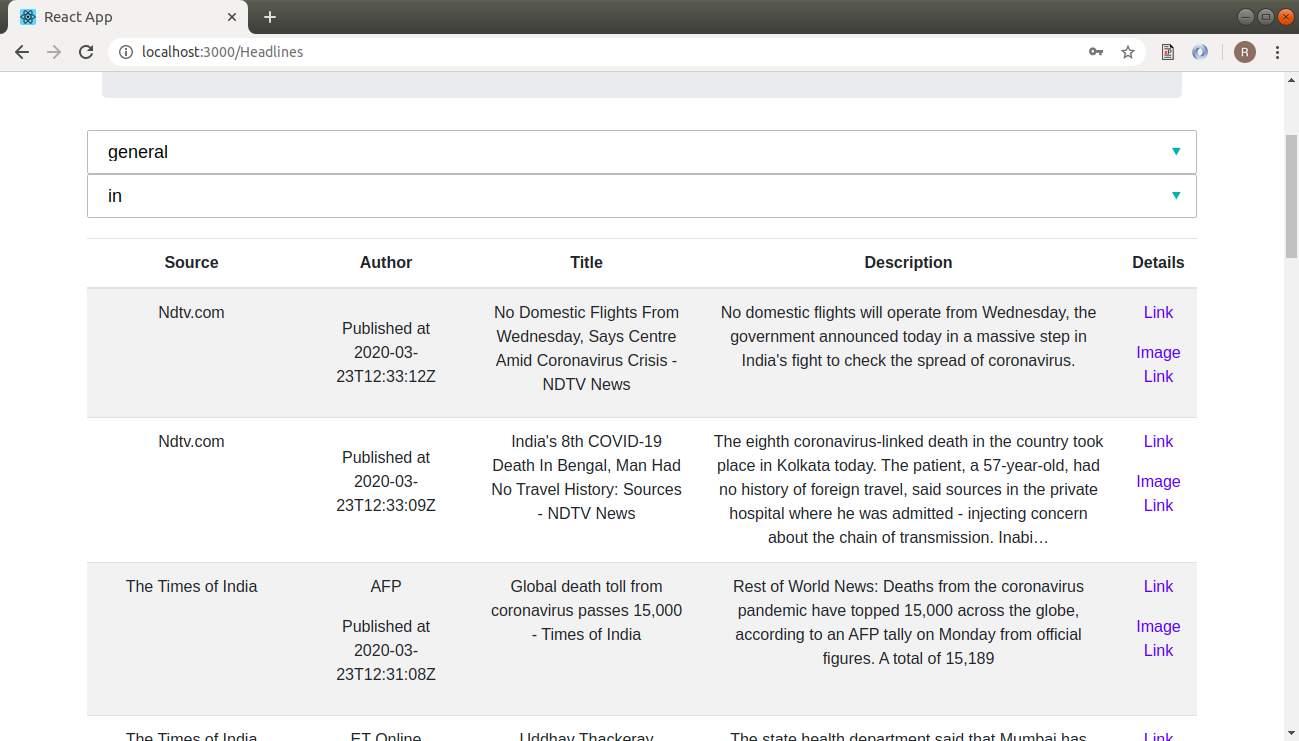 React App
localhost:3000/Headlines
R
general
in
Source Author Title Description Details
Ndtv.com
Published at
2020-03-
23T12:33:12Z
No Domestic Flights From
Wednesday, Says Centre
Amid Coronavirus Crisis -
NDTV News
No domestic flights will operate from Wednesday, the
government announced today in a massive step in
India's fight to check the spread of coronavirus.
Link
Image
Link
Ndtv.com
Published at
2020-03-
23T12:33:09Z
India's 8th COVID-19
Death In Bengal, Man Had
No Travel History: Sources
- NDTV News
The eighth coronavirus-linked death in the country took
place in Kolkata today. The patient, a 57-year-old, had
no history of foreign travel, said sources in the private
hospital where he was admitted - injecting concern
about the chain of transmission. Inabi…
Link
Image
Link
The Times of India
AFP
Published at
2020-03-
23T12:31:08Z
Global death toll from
coronavirus passes 15,000
- Times of India
Rest of World News: Deaths from the coronavirus
pandemic have topped 15,000 across the globe,
according to an AFP tally on Monday from official
figures. A total of 15,189
Link
Image
Link
The Times of India
ET Online
Uddhav Thackeray
The state health department said that Mumbai has
Link